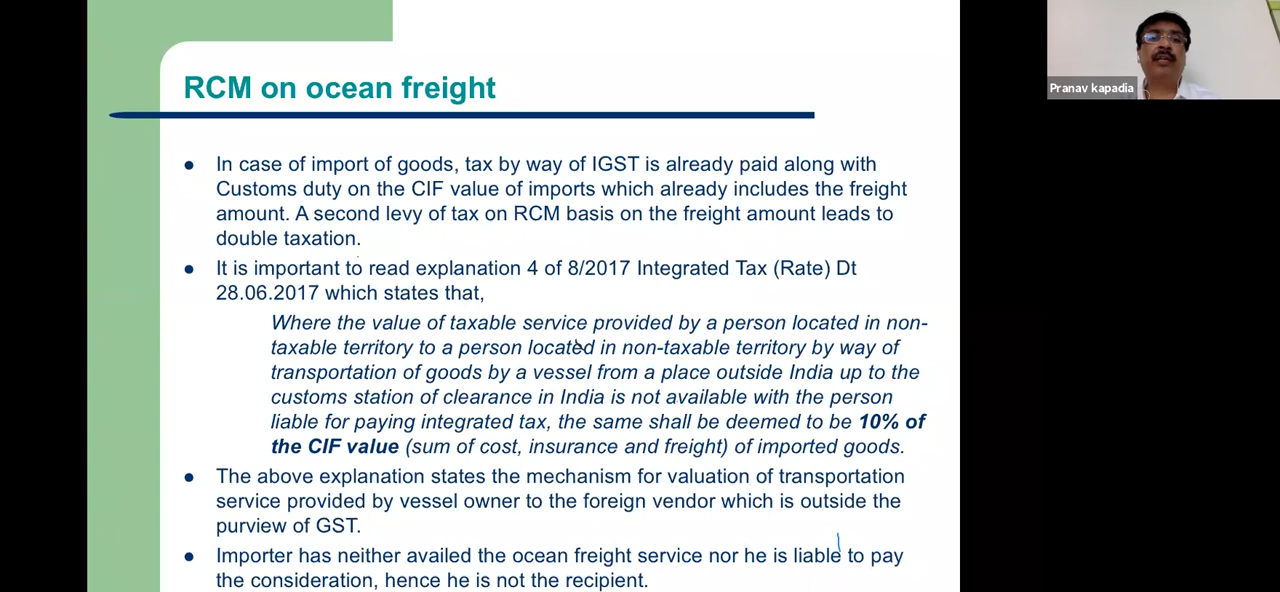 RCM on ocean freight
Pranav kapadia
● In case of import of goods, tax by way of IGST is already paid along with
Customs duty on the CIF value of imports which already includes the freight
amount. A second levy of tax on RCM basis on the freight amount leads to
double taxation.
● It is important to read explanation 4 of 8/2017 Integrated Tax (Rate) Dt
28.06.2017 which states that,
Where the value of taxable service provided by a person located in non-
taxable territory to a person located in non-taxable territory by way of
transportation of goods by a vessel from a place outside India up to the
customs station of clearance in India is not available with the person
liable for paying integrated tax, the same shall be deemed to be 10% of
the CIF value (sum of cost, insurance and freight) of imported goods.
● The above explanation states the mechanism for valuation of transportation
service provided by vessel owner to the foreign vendor which is outside the
purview of GST.
● Importer has neither availed the ocean freight service nor he is liable to pay
the consideration, hence he is not the recipient.